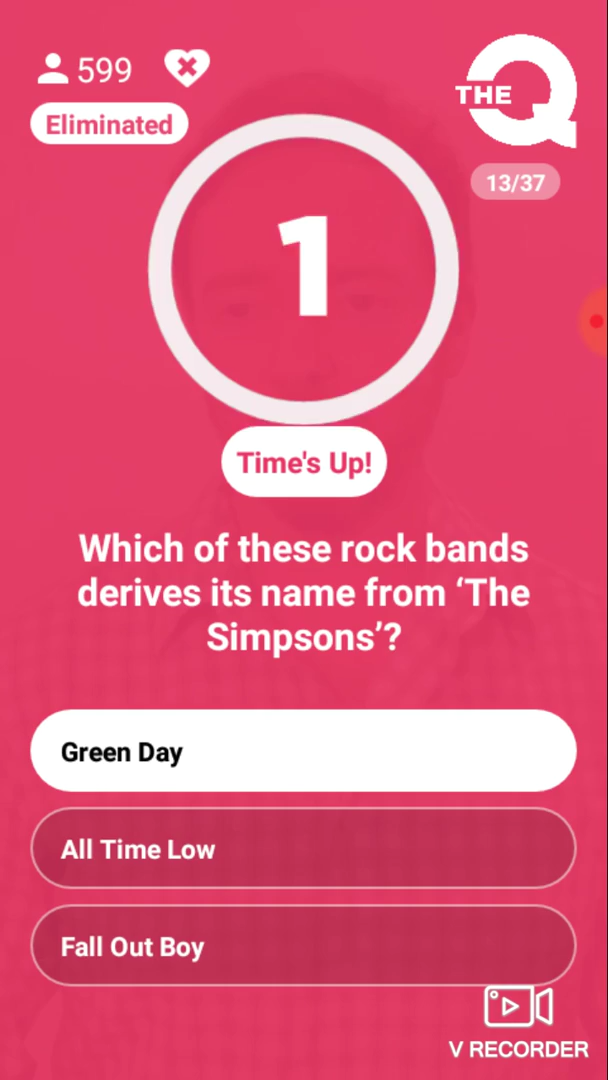 599
THE Q
Eliminated
13/37
1
Time's Up!
Which of these rock bands
derives its name from ‘The
Simpsons’?
Green Day
All Time Low
Fall Out Boy
V RECORDER